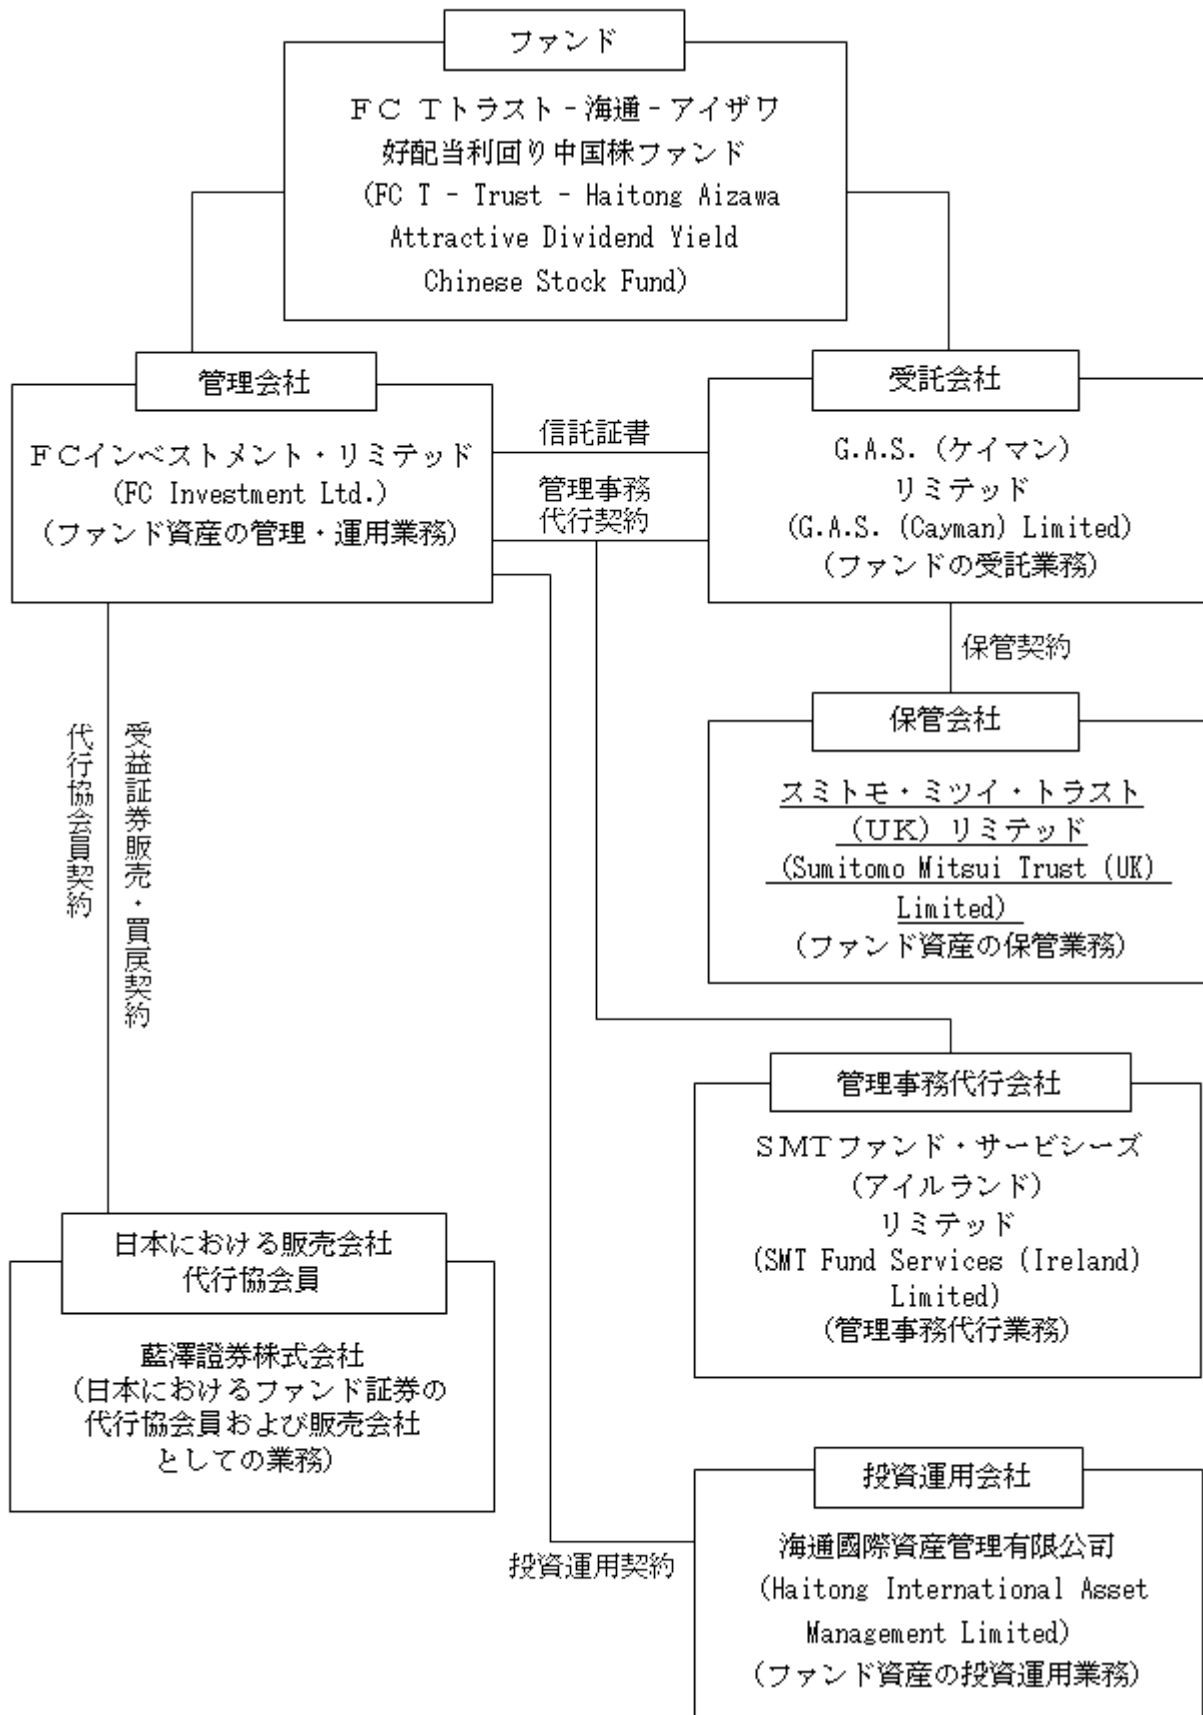 ファンド
ＦＣ Ｔトラスト‐海通‐アイザワ
好配当利回り中国株ファンド
(FC T - Trust - Haitong Aizawa
Attractive Dividend Yield
Chinese Stock Fund)
管理会社
ＦＣインベストメント・リミテッド
(FC Investment Ltd.)
(ファンド資産の管理・運用業務)
信託証書
管理事務
代行契約
受託会社
G.A.S. (ケイマン)
リミテッド
(G.A.S. (Cayman) Limited)
(ファンドの受託業務)
保管契約
保管会社
スミトモ・ミツイ・トラスト
(ＵＫ) リミテッド
(Sumitomo Mitsui Trust (UK)
Limited)
(ファンド資産の保管業務)
代行協会員契約
受益証券販売・買戻契約
管理事務代行会社
ＳＭＴファンド・サービシーズ
(アイルランド)
リミテッド
(SMT Fund Services (Ireland)
Limited)
(管理事務代行業務)
日本における販売会社
代行協会員
藍澤證券株式会社
(日本におけるファンド証券の
代行協会員および販売会社
としての業務)
投資運用契約
投資運用会社
海通國際資産管理有限公司
(Haitong International Asset
Management Limited)
(ファンド資産の投資運用業務)